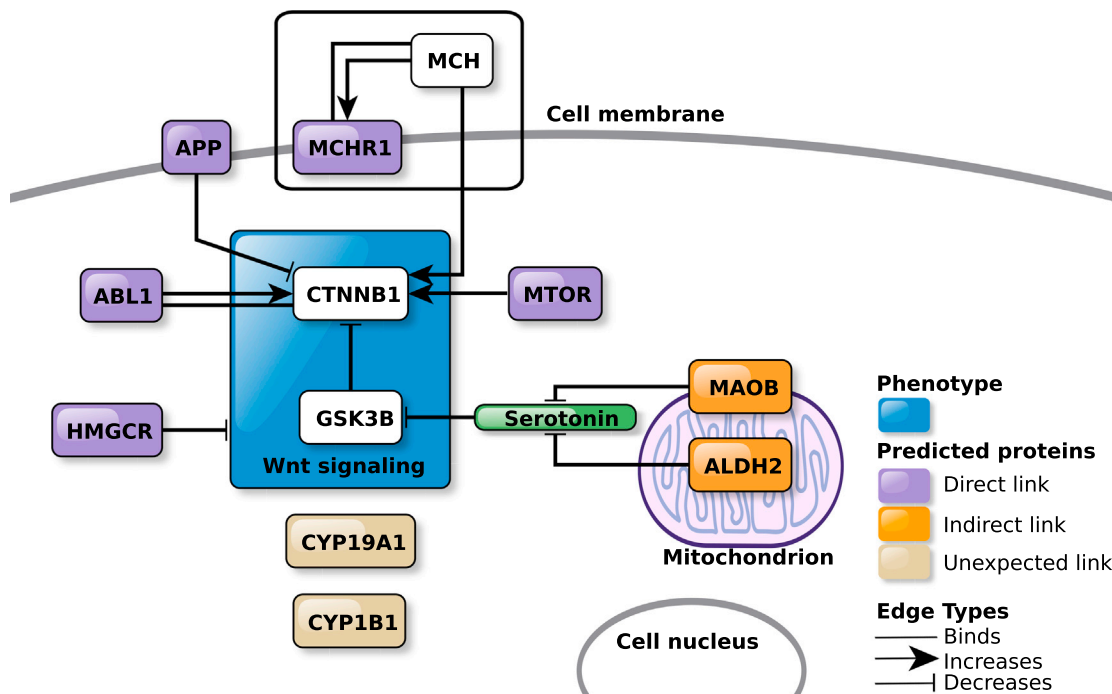 MCH
Cell membrane
APP
MCHR1
ABL1
CTNNB1
MTOR
MAOB
Phenotype
HMGCR
GSK3B
Serotonin
Wnt signaling
ALDH2
Predicted proteins
Direct link
Indirect link
CYP19A1
Mitochondrion
Unexpected link
CYP1B1
Cell nucleus
Edge Types
Binds
Increases
Decreases